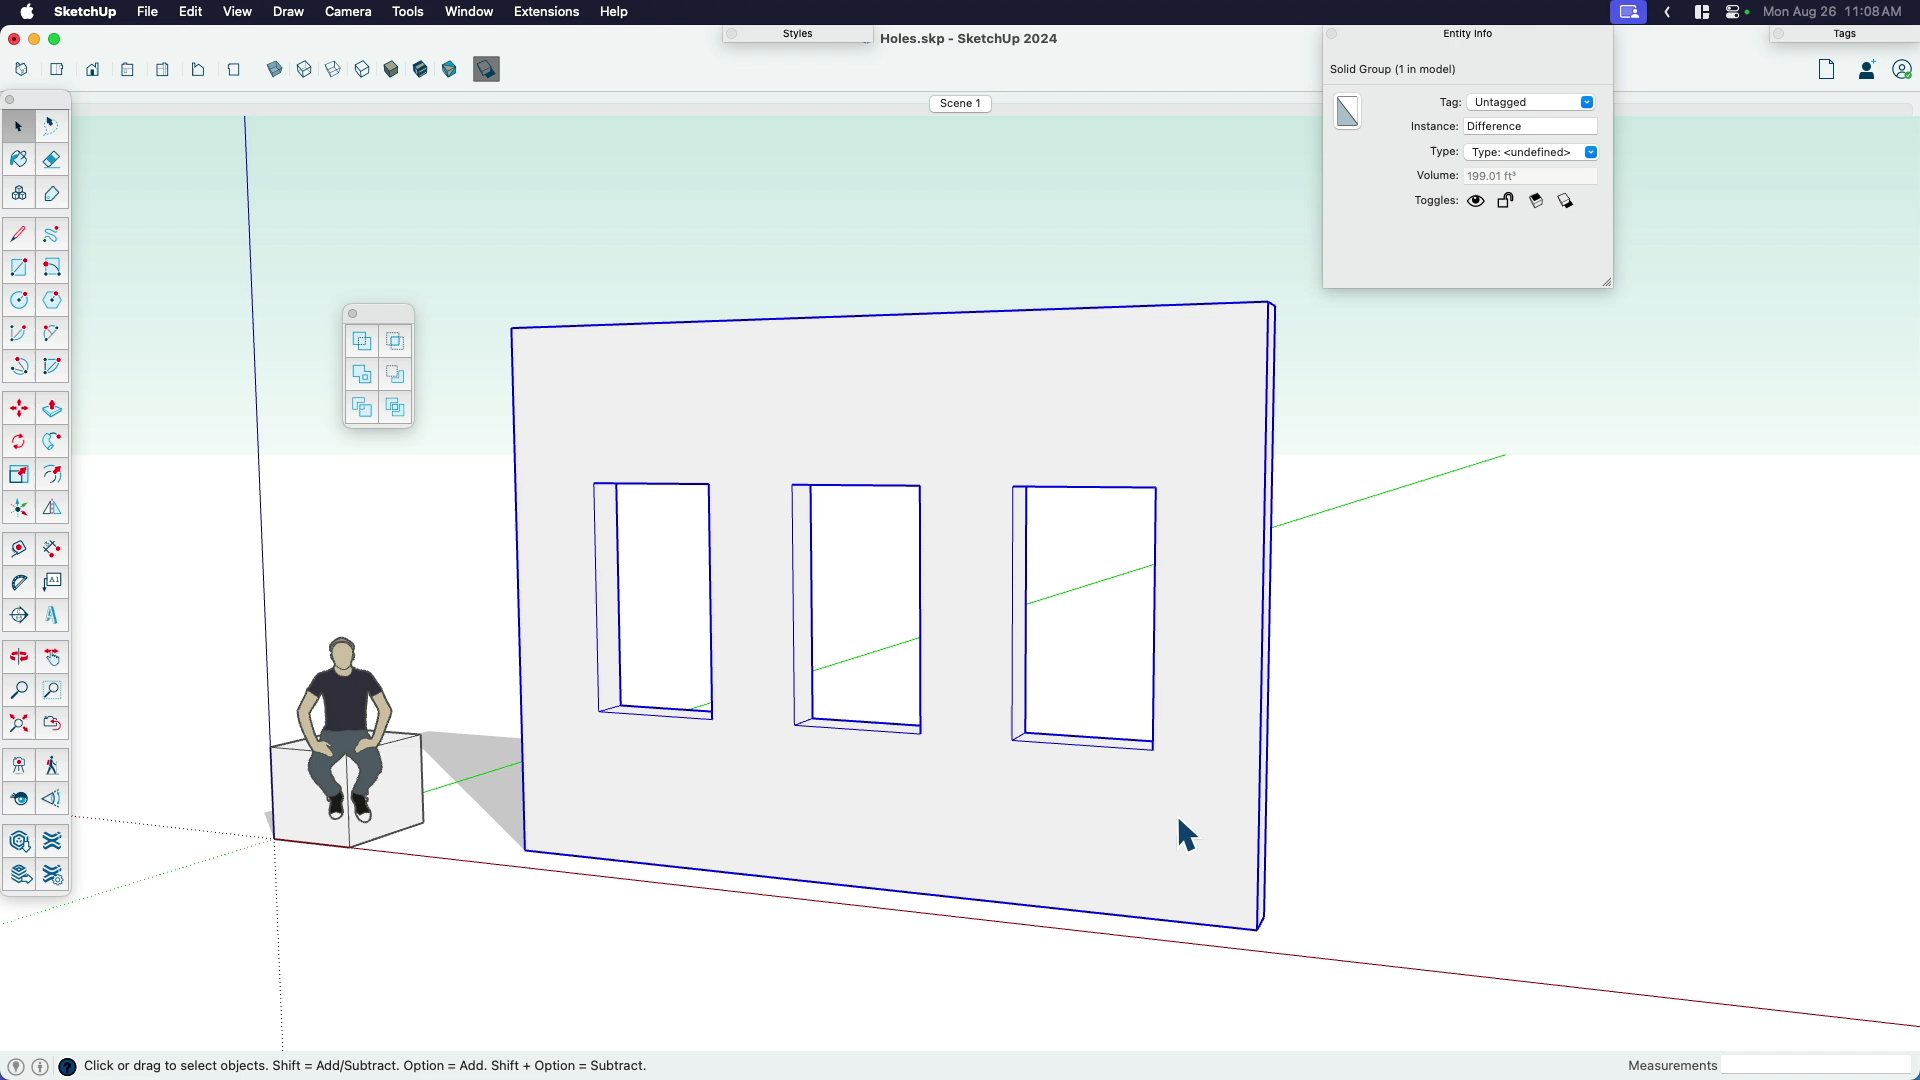 SketchUp File Edit View Draw Camera Tools Window Extensions Help Mon Aug 26 11:08 AM
Styles
Holes.skp - SketchUp 2024
Entity Info
Tags
Solid Group (1 in model)
Scene 1
Tag: Untagged
Instance: Difference
Type: Type: <undefined>
Volume: 199.01 ft³
Toggles:
A1
Click or drag to select objects. Shift = Add/Subtract. Option = Add. Shift + Option = Subtract.
Measurements